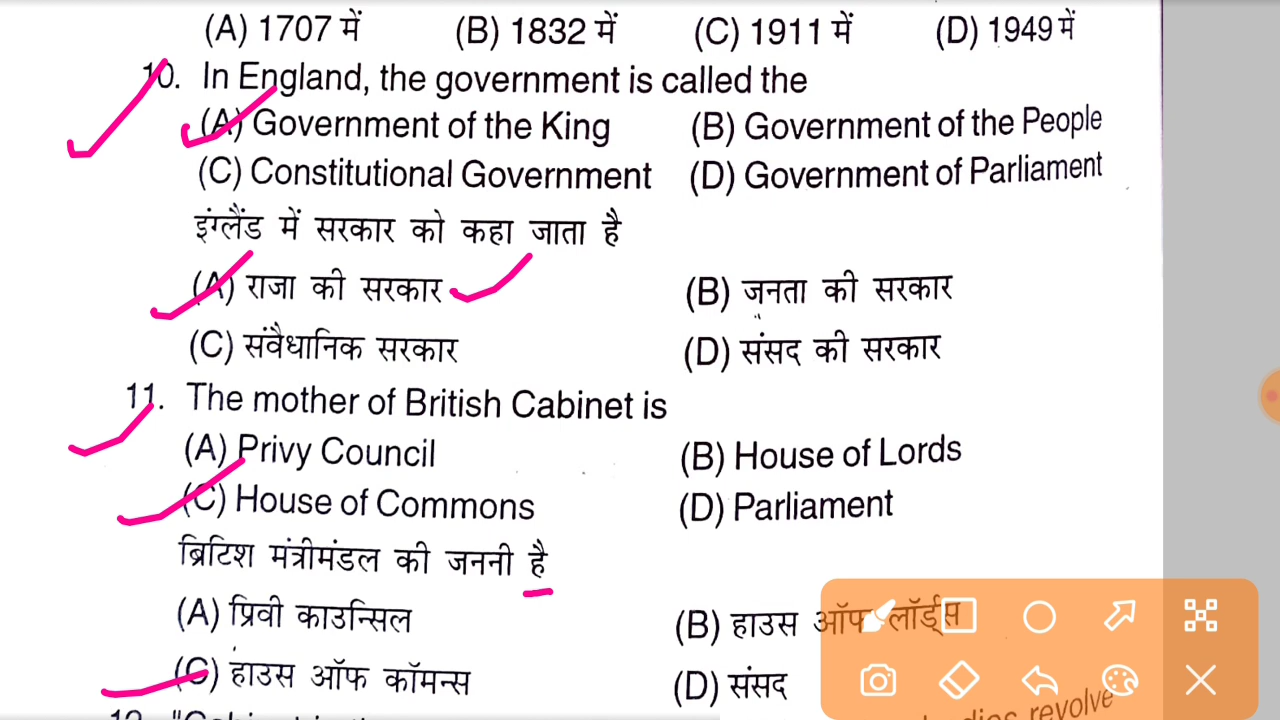 (A) 1707 में (B) 1832 में (C) 1911 में (D) 1949 में
10. In England, the government is called the
(A) Government of the King (B) Government of the People
(C) Constitutional Government (D) Government of Parliament
इंग्लैंड में सरकार को कहा जाता है
(A) राजा की सरकार (B) जनता की सरकार
(C) संवैधानिक सरकार (D) संसद की सरकार
11. The mother of British Cabinet is
(A) Privy Council (B) House of Lords
(C) House of Commons (D) Parliament
ब्रिटिश मंत्रीमंडल की जननी है
(A) प्रिवी काउन्सिल (B) हाउस ऑफ लॉर्ड्स
(C) हाउस ऑफ कॉमन्स (D) संसद
revolve